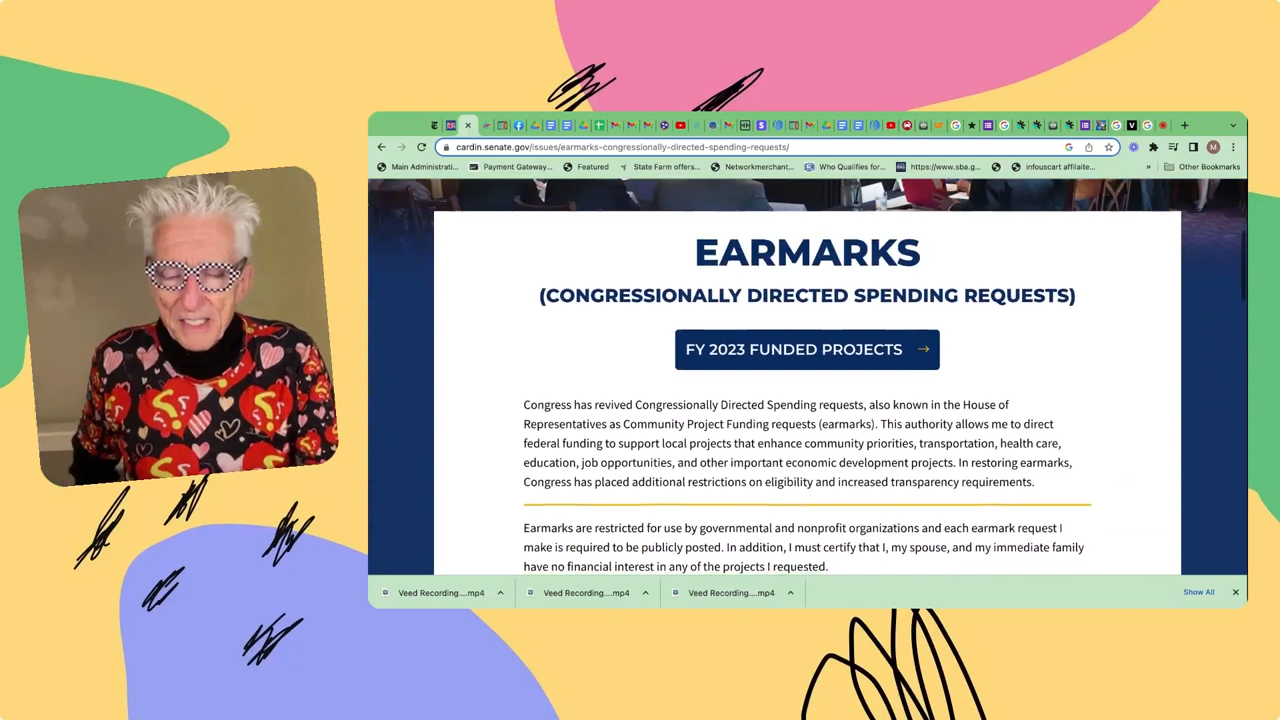 cardin.senate.gov/issues/earmarks-congressionally-directed-spending-requests/
M
Main Administrati... Payment Gateway... Featured State Farm offers... Networkmerchant... Who Qualifies for... https://www.sba.g... infouscart affilaite... » Other Bookmarks
EARMARKS
(CONGRESSIONALLY DIRECTED SPENDING REQUESTS)
FY 2023 FUNDED PROJECTS →
Congress has revived Congressionally Directed Spending requests, also known in the House of
Representatives as Community Project Funding requests (earmarks). This authority allows me to direct
federal funding to support local projects that enhance community priorities, transportation, health care,
education, job opportunities, and other important economic development projects. In restoring earmarks,
Congress has placed additional restrictions on eligibility and increased transparency requirements.
Earmarks are restricted for use by governmental and nonprofit organizations and each earmark request I
make is required to be publicly posted. In addition, I must certify that I, my spouse, and my immediate family
have no financial interest in any of the projects I requested.
Veed Recording....mp4 Veed Recording....mp4 Veed Recording....mp4 Show All